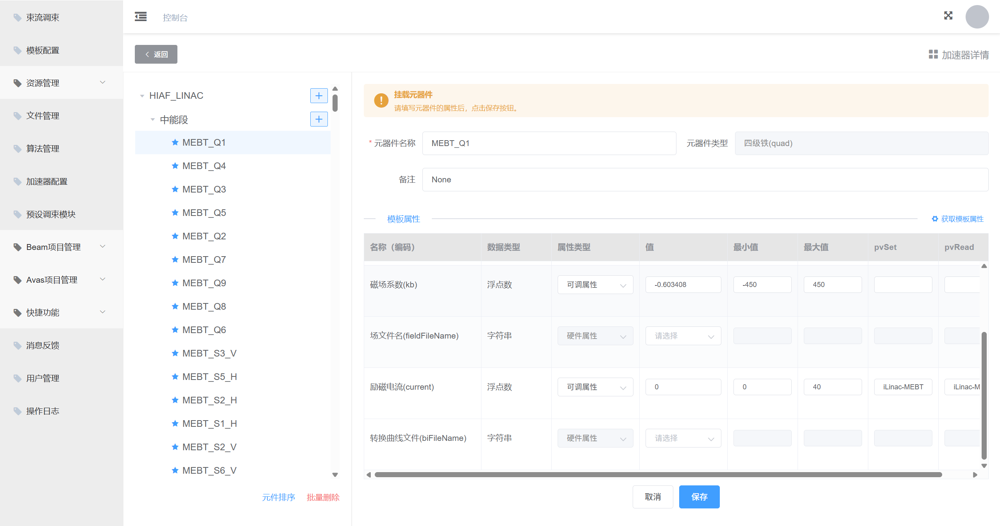 束流调束
模板配置
资源管理
文件管理
算法管理
加速器配置
预设调束模块
Beam项目管理
Avas项目管理
快捷功能
消息反馈
用户管理
操作日志
控制台
返回
加速器详情
HIAF_LINAC
中能段
MEBT_Q1
MEBT_Q4
MEBT_Q3
MEBT_Q5
MEBT_Q2
MEBT_Q7
MEBT_Q9
MEBT_Q8
MEBT_Q6
MEBT_S3_V
MEBT_S5_H
MEBT_S2_H
MEBT_S1_H
MEBT_S2_V
MEBT_S6_V
元件排序 批量删除
挂载元器件
请填写元器件的属性后，点击保存按钮。
* 元器件名称 MEBT_Q1 元器件类型 四级铁(quad)
备注 None
模板属性 获取模板属性
名称（编码） 数据类型 属性类型 值 最小值 最大值 pvSet pvRead
磁场系数(kb) 浮点数 可调属性 -0.603408 -450 450
场文件名(fieldFileName) 字符串 硬件属性 请选择
励磁电流(current) 浮点数 可调属性 0 0 40 iLinac-MEBT iLinac-M
转换曲线文件(biFileName) 字符串 硬件属性 请选择
取消 保存